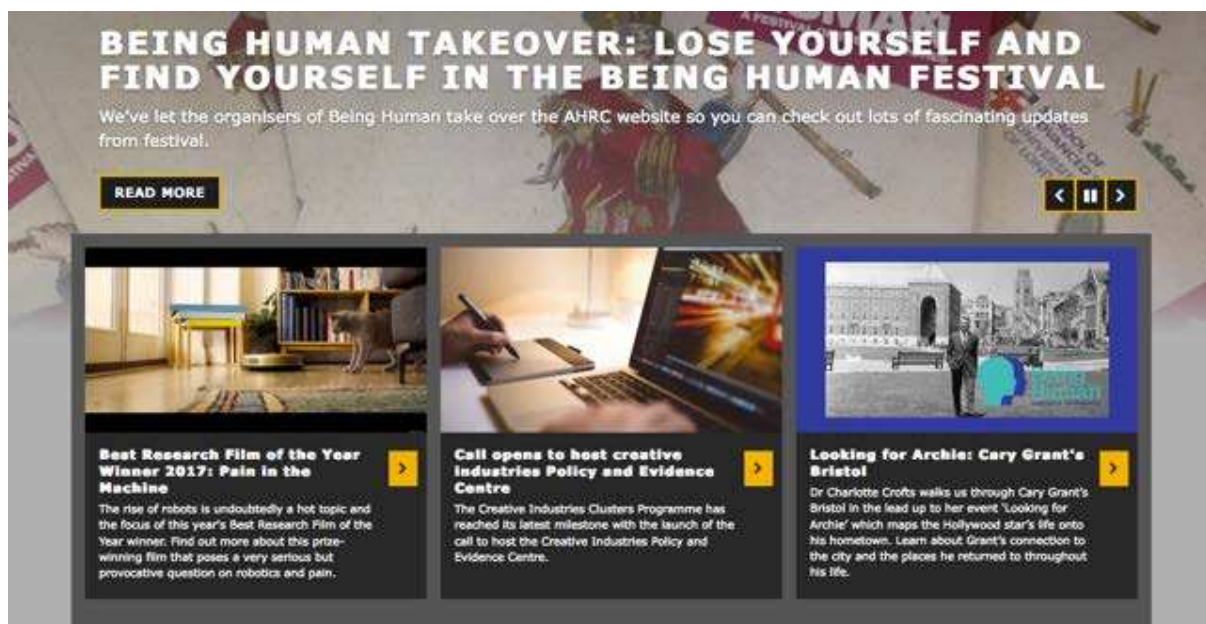 BEING HUMAN TAKEOVER: LOSE YOURSELF AND
FIND YOURSELF IN THE BEING HUMAN FESTIVAL
We've let the organisers of Being Human take over the AHRC website so you can check out lots of fascinating updates
from festival.
READ MORE
Best Research Film of the Year
Winner 2017: Pain in the
Machine
The rise of robots is undoubtedly a hot topic and
the focus of this year's Best Research Film of the
Year winner. Find out more about this prize-
winning film that poses a very serious but
provocative question on robotics and pain.
Call opens to host creative
industries Policy and Evidence
Centre
The Creative Industries Clusters Programme has
reached its latest milestone with the launch of the
call to host the Creative Industries Policy and
Evidence Centre.
Looking for Archie: Cary Grant's
Bristol
Dr Charlotte Crofts walks us through Cary Grant's
Bristol in the lead up to her event 'Looking for
Archie' which maps the Hollywood star's life onto
his hometown. Learn about Grant's connection to
the city and the places he returned to throughout
his life.